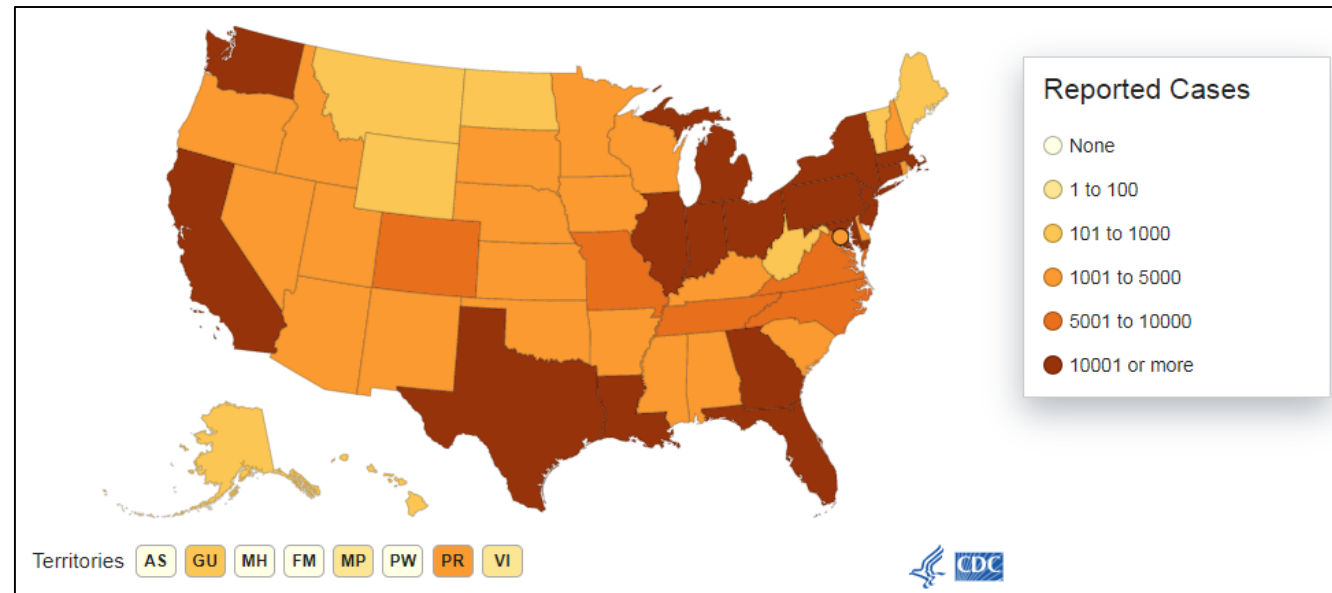 Reported Cases
None
1 to 100
101 to 1000
1001 to 5000
5001 to 10000
10001 or more
Territories AS GU MH FM MP PW PR VI
CDC